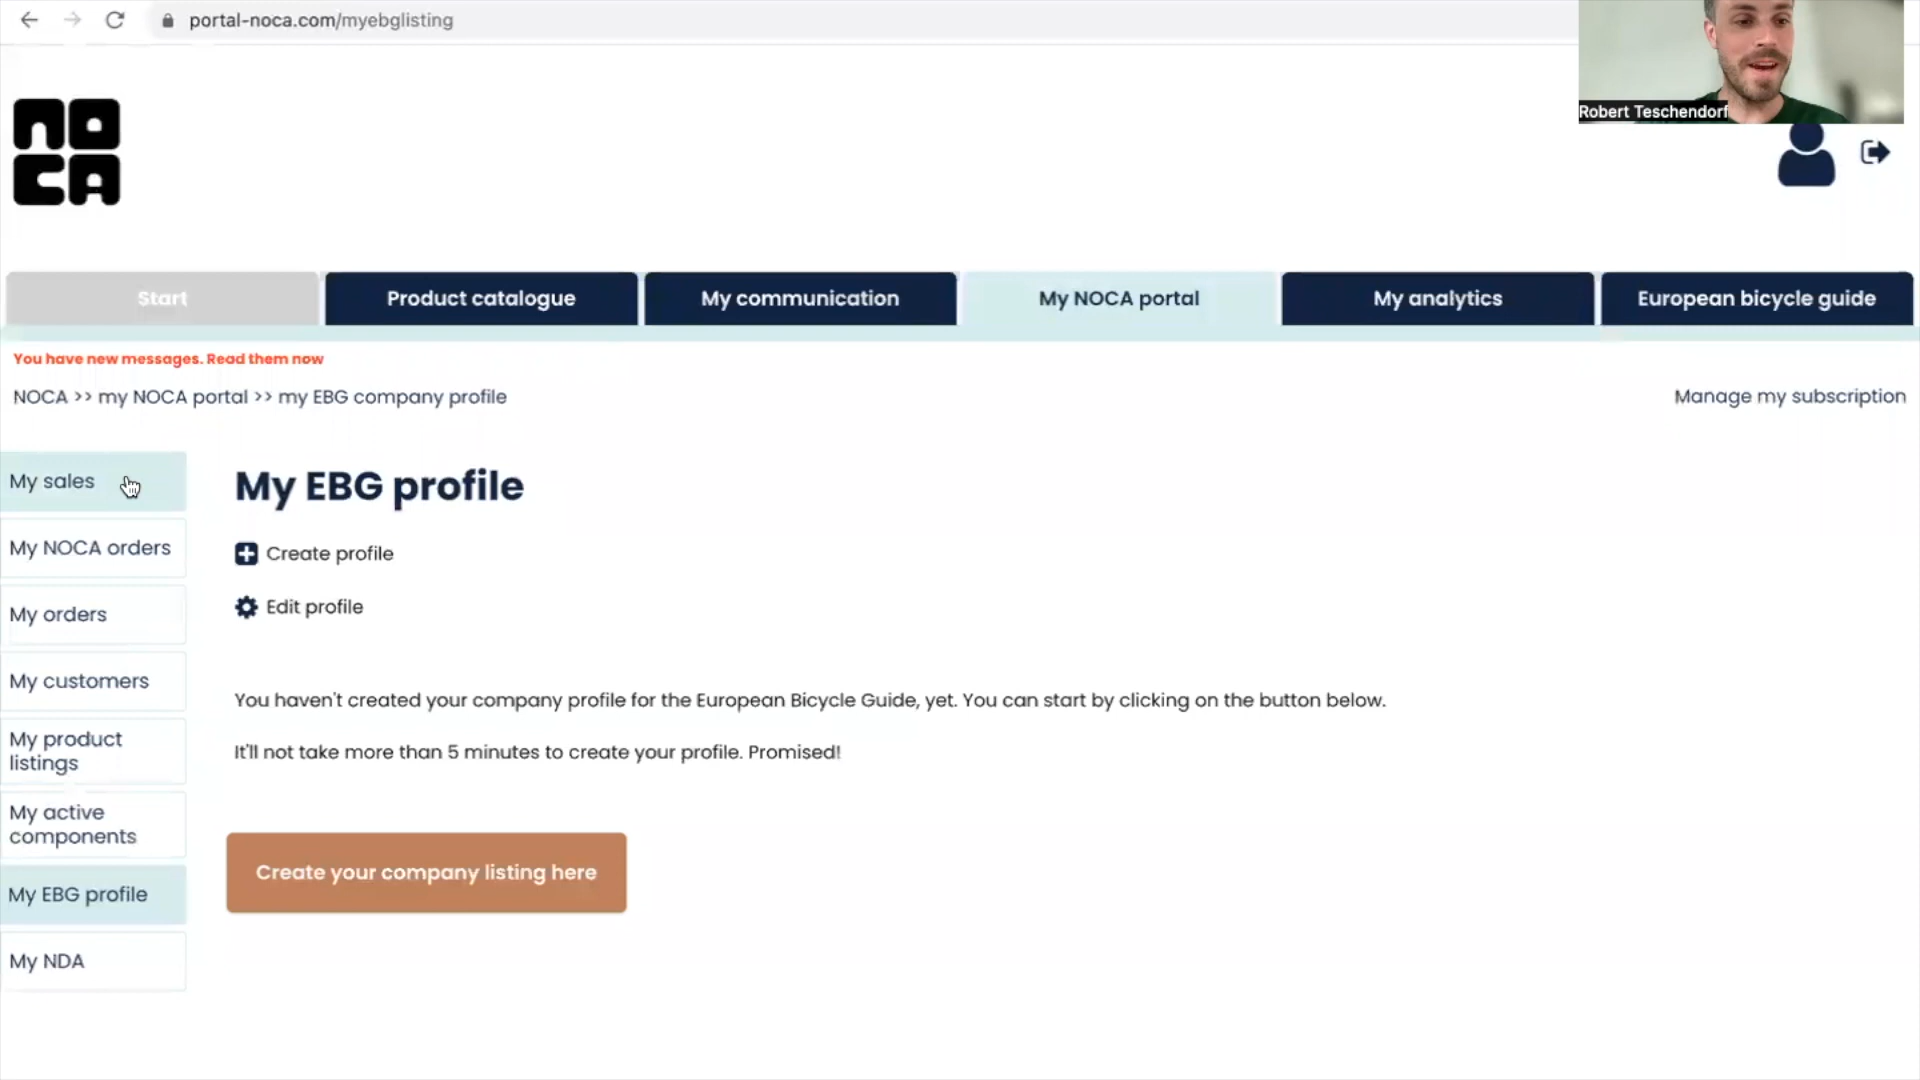 portal-noca.com/myebglisting
Robert Teschendorf
no
ca
Start
Product catalogue
My communication
My NOCA portal
My analytics
European bicycle guide
You have new messages. Read them now
NOCA >> my NOCA portal >> my EBG company profile
Manage my subscription
My sales
My NOCA orders
My orders
My customers
My product
listings
My active
components
My EBG profile
My NDA
My EBG profile
Create profile
Edit profile
You haven't created your company profile for the European Bicycle Guide, yet. You can start by clicking on the button below.
It'll not take more than 5 minutes to create your profile. Promised!
Create your company listing here